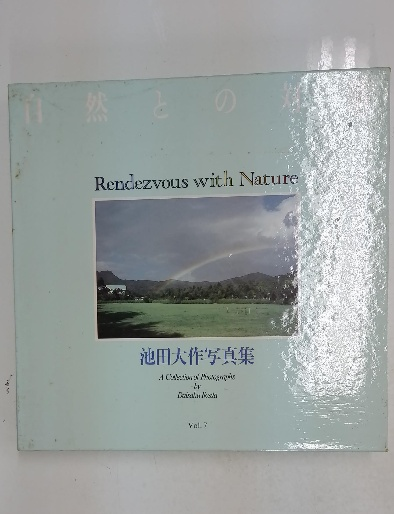 自然との対
Rendezvous with Nature
池田大作写真集
A Collection of Photographs
by
Daisaku Ikeda
Vol. 7